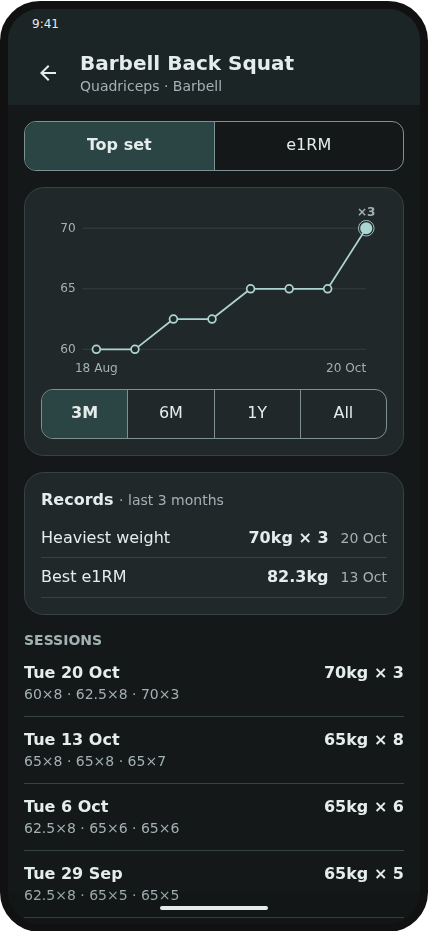 9:41
Barbell Back Squat
Quadriceps · Barbell
Top set e1RM
×3
70
65
60
18 Aug 20 Oct
3M 6M 1Y All
Records · last 3 months
Heaviest weight 70kg × 3 20 Oct
Best e1RM 82.3kg 13 Oct
SESSIONS
Tue 20 Oct 70kg × 3
60×8 · 62.5×8 · 70×3
Tue 13 Oct 65kg × 8
65×8 · 65×8 · 65×7
Tue 6 Oct 65kg × 6
62.5×8 · 65×6 · 65×6
Tue 29 Sep 65kg × 5
62.5×8 · 65×5 · 65×5